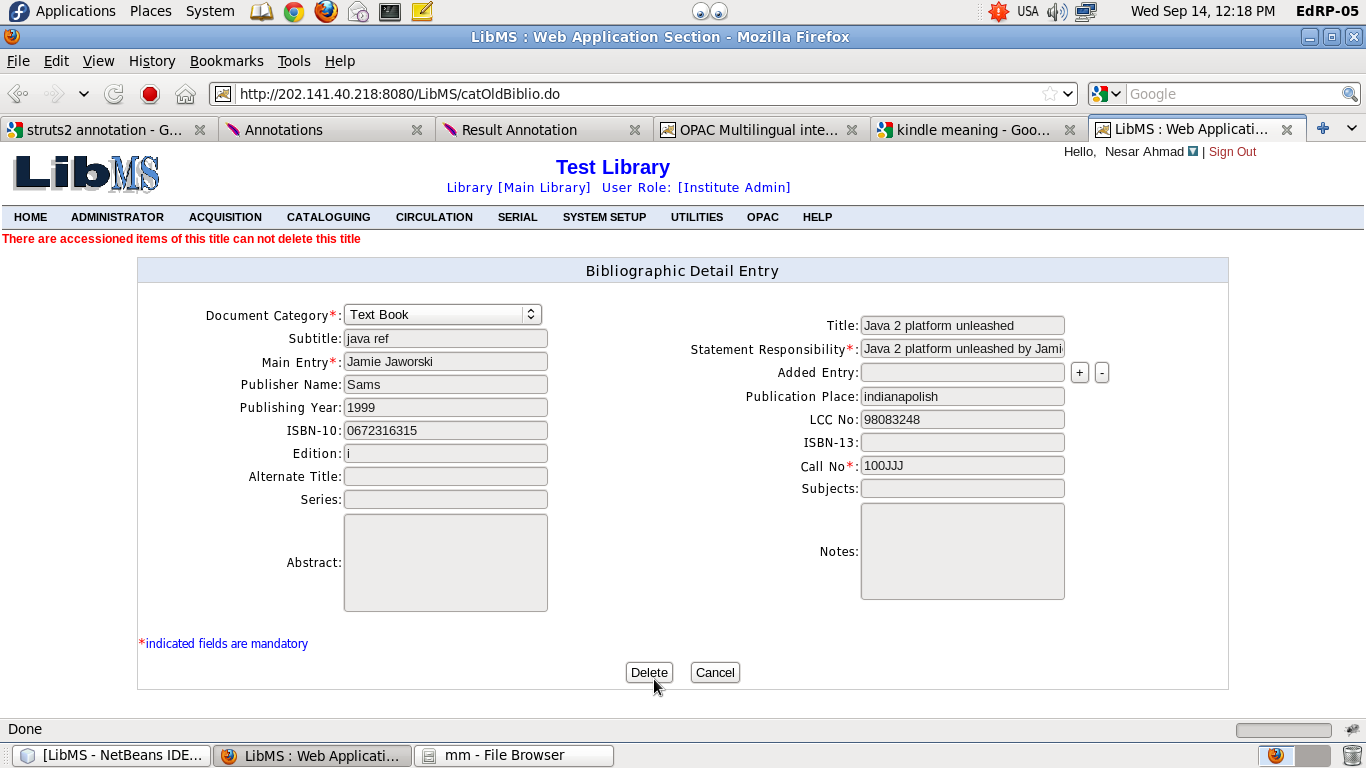 Applications Places System USA Wed Sep 14, 12:18 PM EdRP-05
LibMS : Web Application Section - Mozilla Firefox
File Edit View History Bookmarks Tools Help
http://202.141.40.218:8080/LibMS/catOldBiblio.do Google
struts2 annotation - G... Annotations Result Annotation OPAC Multilingual inte... kindle meaning - Goo... LibMS : Web Applicati...
Hello, Nesar Ahmad | Sign Out
LibMS
Test Library
Library [Main Library] User Role: [Institute Admin]
HOME ADMINISTRATOR ACQUISITION CATALOGUING CIRCULATION SERIAL SYSTEM SETUP UTILITIES OPAC HELP
There are accessioned items of this title can not delete this title
Bibliographic Detail Entry
Document Category*: Text Book
Subtitle: java ref
Main Entry*: Jamie Jaworski
Publisher Name: Sams
Publishing Year: 1999
ISBN-10: 0672316315
Edition: i
Alternate Title:
Series:
Abstract:
Title: Java 2 platform unleashed
Statement Responsibility*: Java 2 platform unleashed by Jami
Added Entry: + -
Publication Place: indianapolish
LCC No: 98083248
ISBN-13:
Call No*: 100JJJ
Subjects:
Notes:
*indicated fields are mandatory
Delete Cancel
Done
[LibMS - NetBeans IDE... LibMS : Web Applicati... mm - File Browser